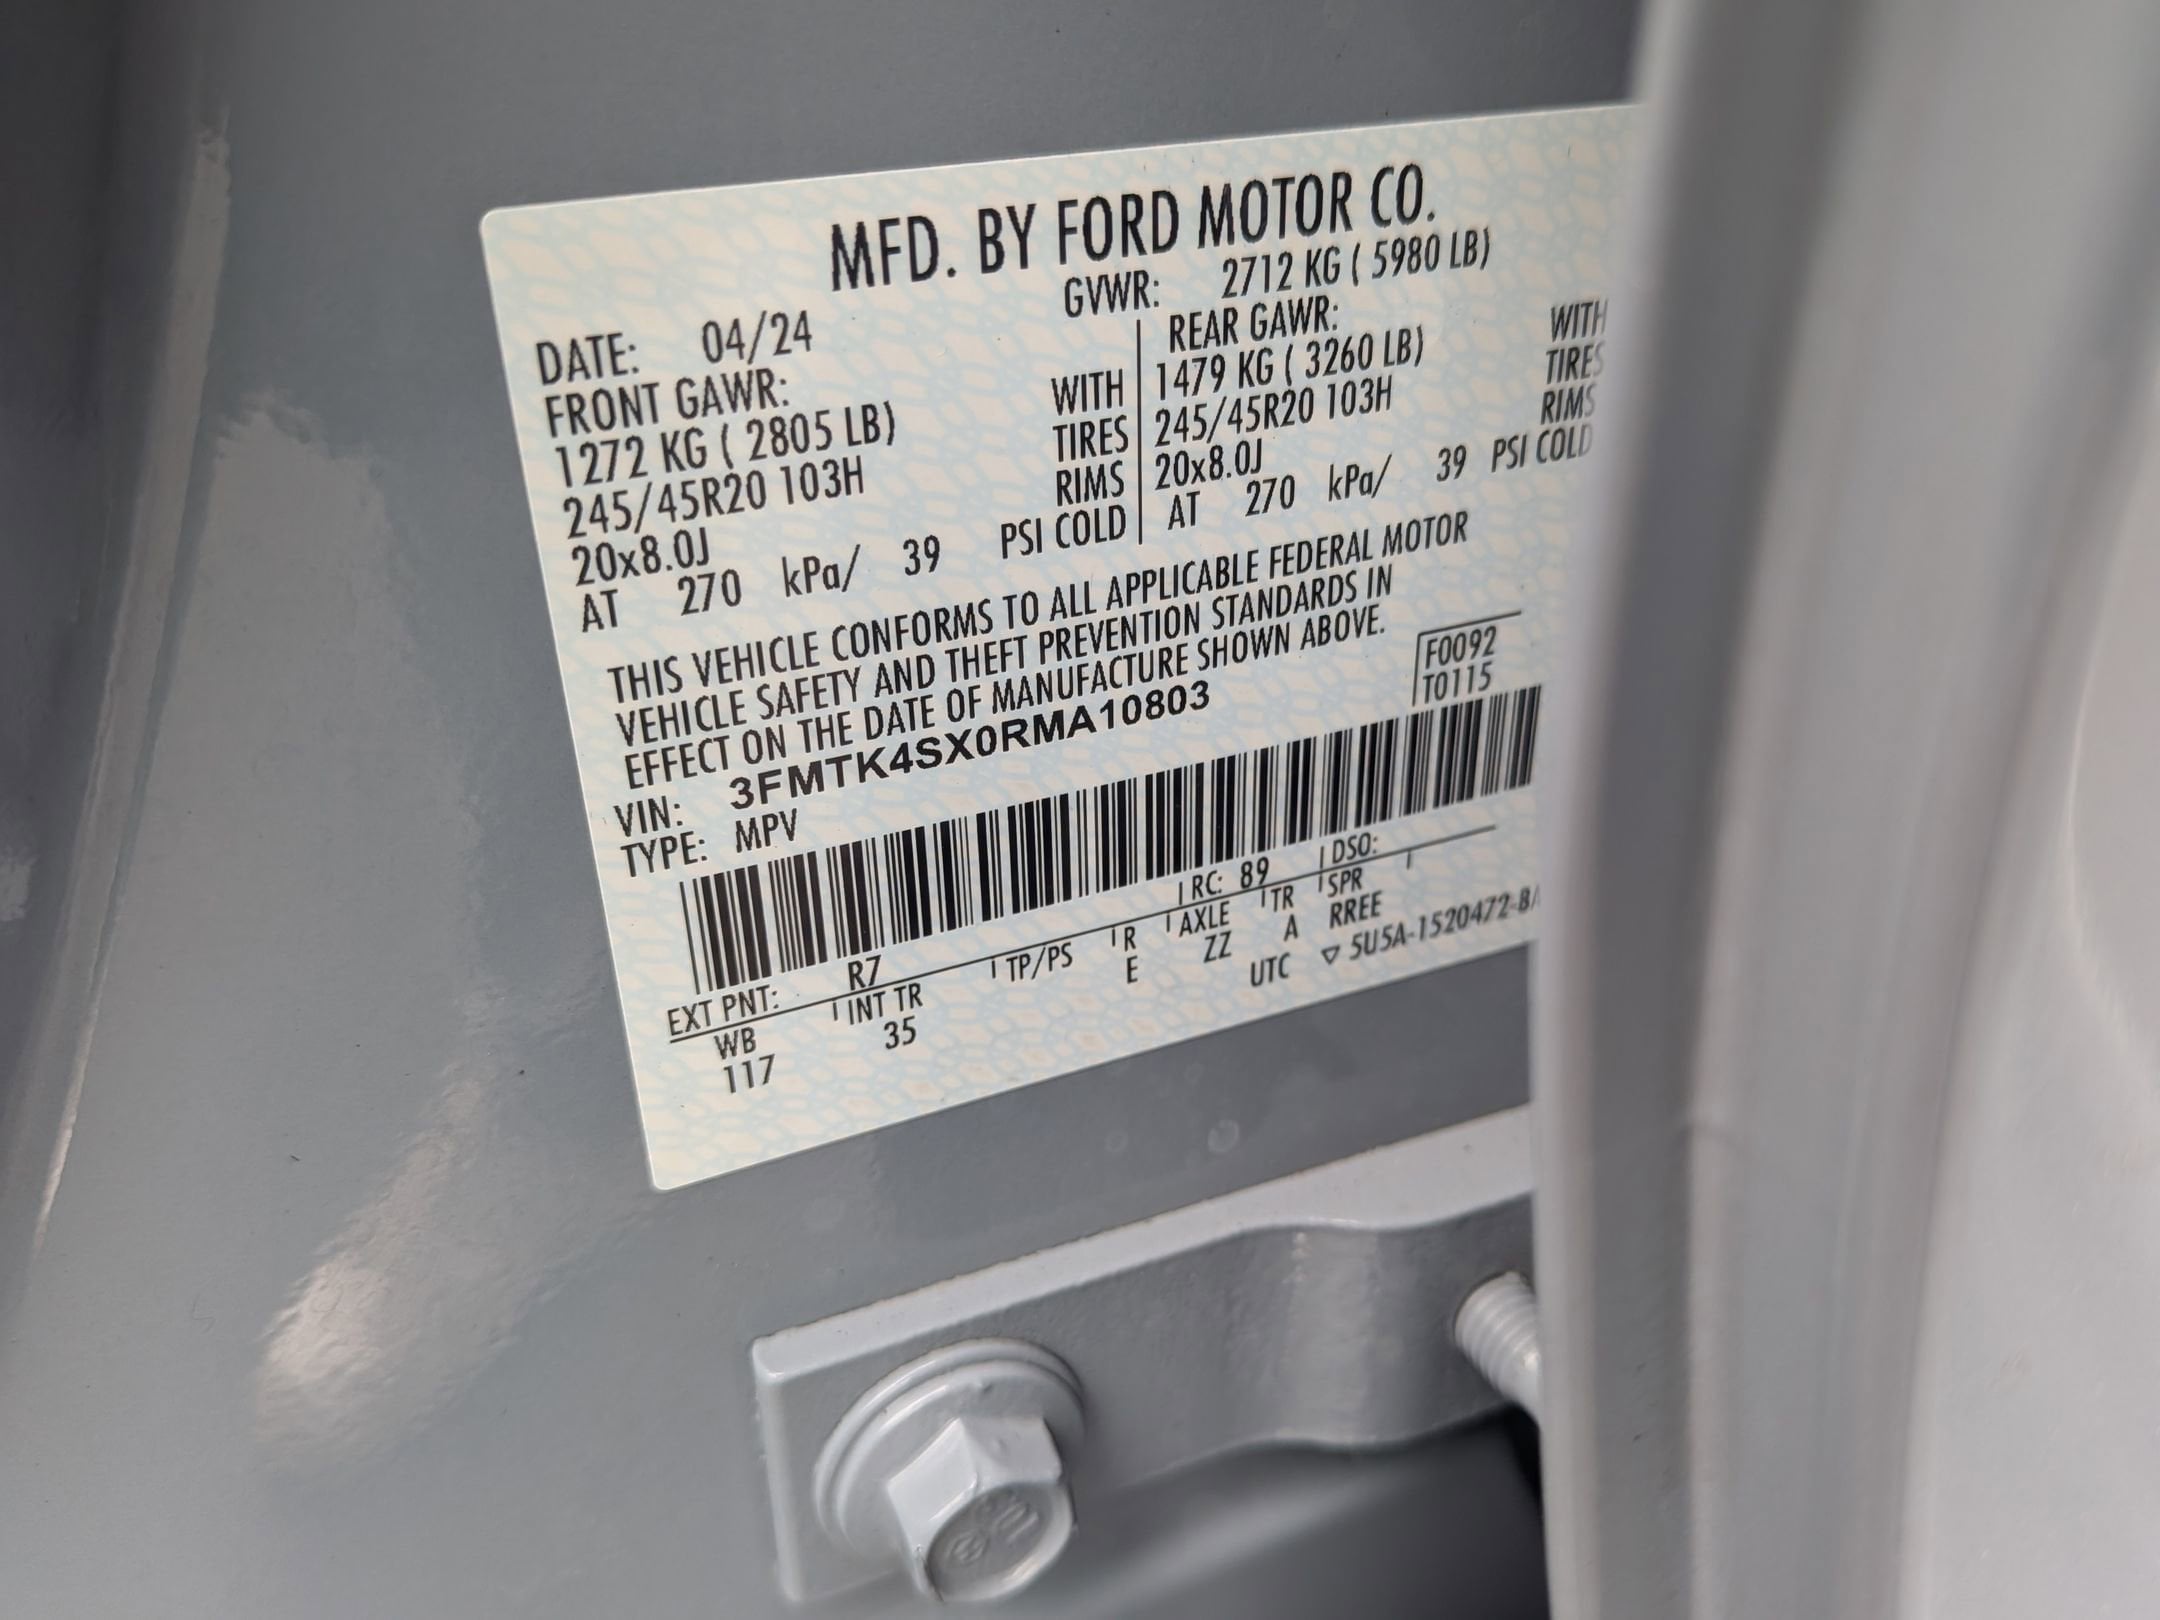 MFD. BY FORD MOTOR CO.
DATE: 04/24 GVWR: 2712 KG ( 5980 LB)
FRONT GAWR: REAR GAWR:
1272 KG ( 2805 LB) WITH 1479 KG ( 3260 LB) WITH
245/45R20 103H TIRES 245/45R20 103H TIRES
20x8.0J RIMS 20x8.0J RIMS
AT 270 kPa/ 39 PSI COLD AT 270 kPa/ 39 PSI COLD
THIS VEHICLE CONFORMS TO ALL APPLICABLE FEDERAL MOTOR
VEHICLE SAFETY AND THEFT PREVENTION STANDARDS IN
EFFECT ON THE DATE OF MANUFACTURE SHOWN ABOVE.
F0092
T0115
VIN: 3FMTK4SX0RMA10803
TYPE: MPV
EXT PNT: R7 RC: 89 DSO:
WB INT TR TP/PS R AXLE TR SPR
117 35 E ZZ A RREE
UTC ▽ 5U5A-1520472-B